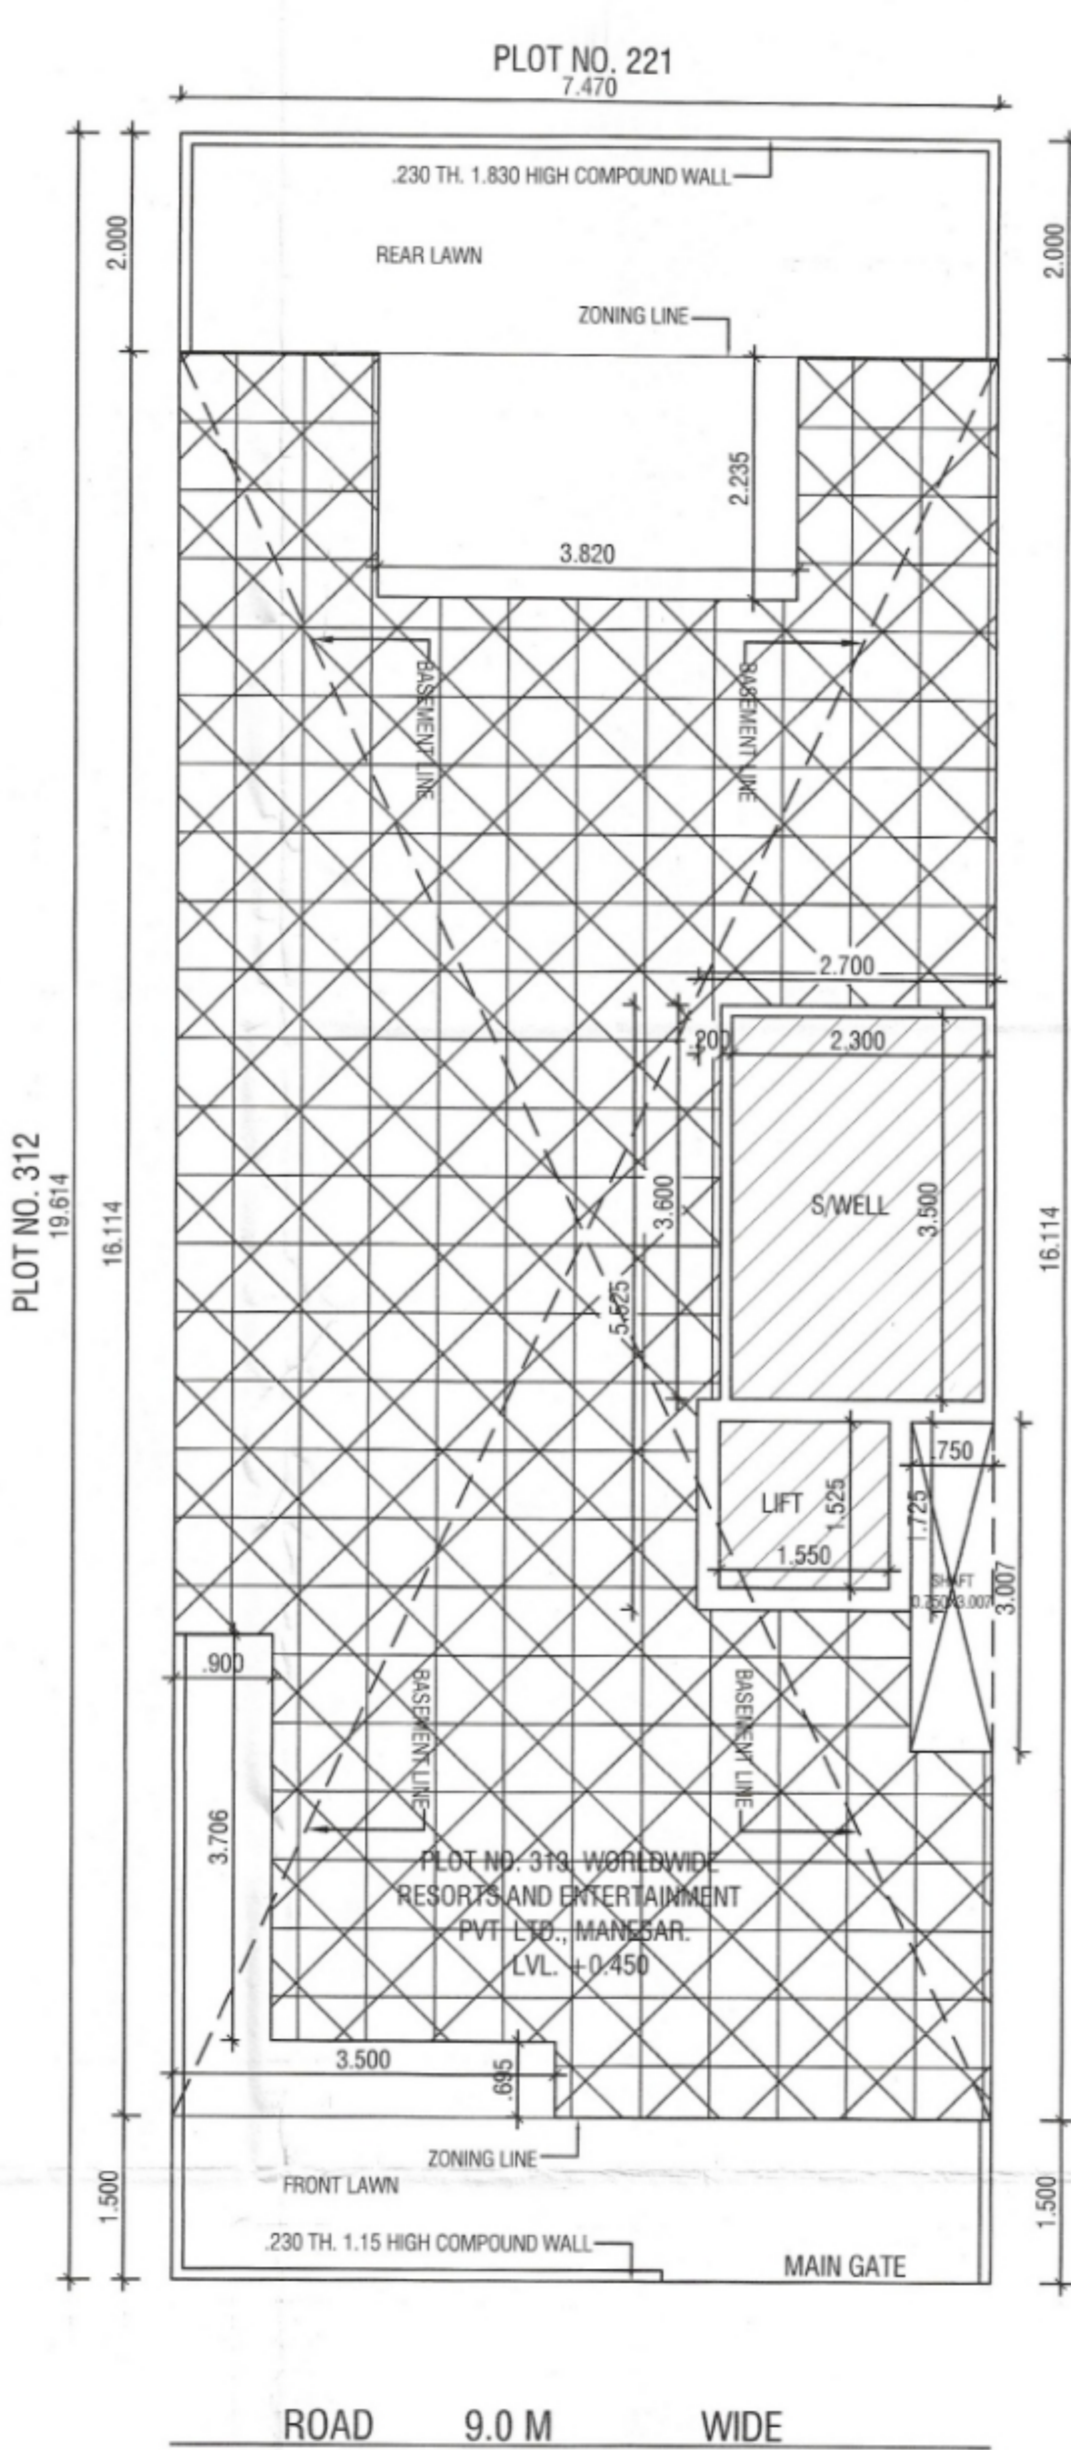 PLOT NO. 221
7.470
.230 TH. 1.830 HIGH COMPOUND WALL
2.000
2.000
REAR LAWN
ZONING LINE
2.235
3.820
BASEMENT LINE
BASEMENT LINE
2.700
.200
2.300
PLOT NO. 312
19.614
16.114
3.600
S/WELL
3.500
16.114
5.525
.750
LIFT
1.525
1.725
1.550
SHAFT
0.750X3.007
3.007
.900
BASEMENT LINE
BASEMENT LINE
3.706
PLOT NO. 313, WORLDWIDE
RESORTS AND ENTERTAINMENT
PVT. LTD., MANESAR.
LVL. +0.450
3.500
.695
ZONING LINE
1.500
FRONT LAWN
1.500
.230 TH. 1.15 HIGH COMPOUND WALL
MAIN GATE
ROAD 9.0 M WIDE